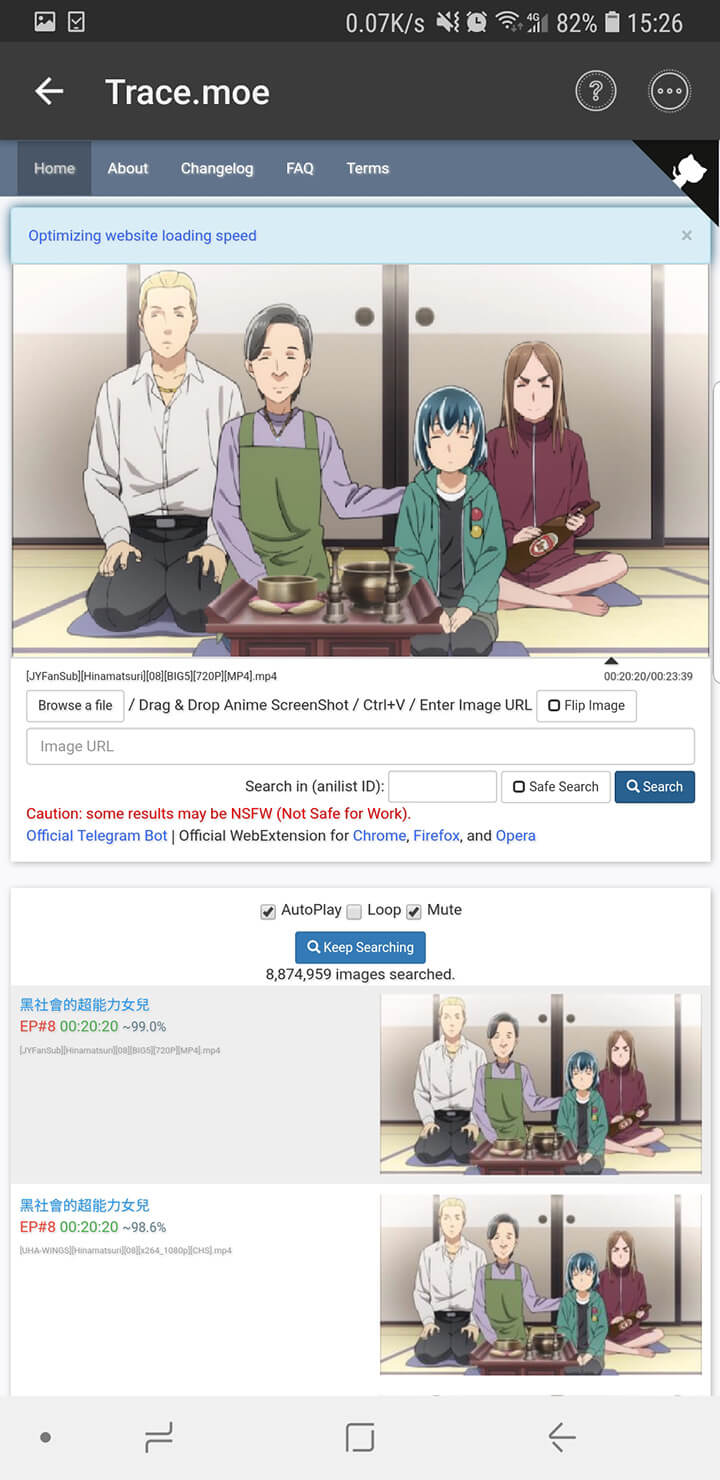 0.07K/s 4G 82% 15:26
Trace.moe
Home About Changelog FAQ Terms
Optimizing website loading speed ×
[JYFanSub][Hinamatsuri][08][BIG5][720P][MP4].mp4 00:20:20/00:23:39
Browse a file / Drag & Drop Anime ScreenShot / Ctrl+V / Enter Image URL Flip Image
Image URL
Search in (anilist ID): Safe Search Search
Caution: some results may be NSFW (Not Safe for Work).
Official Telegram Bot | Official WebExtension for Chrome, Firefox, and Opera
AutoPlay Loop Mute
Keep Searching
8,874,959 images searched.
黑社會的超能力女兒
EP#8 00:20:20 ~99.0%
[JYFanSub][Hinamatsuri][08][BIG5][720P][MP4].mp4
黑社會的超能力女兒
EP#8 00:20:20 ~98.6%
[UHA-WINGS][Hinamatsuri][08][x264_1080p][CHS].mp4